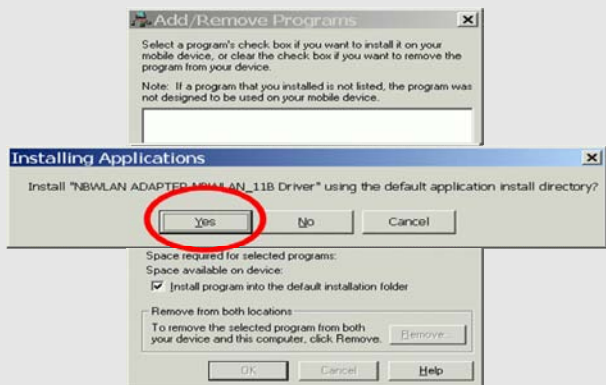 Add/Remove Programs
Select a program's check box if you want to install it on your
mobile device, or clear the check box if you want to remove the
program from your device.
Note: If a program that you installed is not listed, the program was
not designed to be used on your mobile device.
Installing Applications
Install "NBWLAN ADAPTER NBWLAN_11B Driver" using the default application install directory?
Yes
No
Cancel
Space required for selected programs:
Space available on device:
Install program into the default installation folder
Remove from both locations
To remove the selected program from both
your device and this computer, click Remove.
Remove...
OK
Cancel
Help